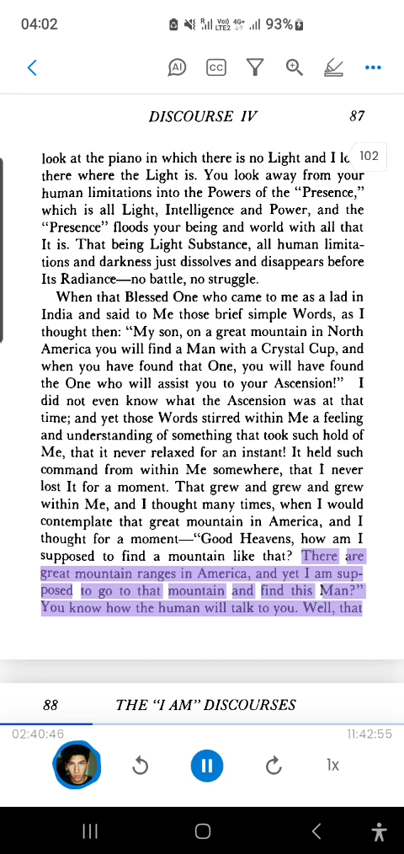 04:02
93%
AI CC
DISCOURSE IV 87
102
look at the piano in which there is no Light and I
there where the Light is. You look away from your
human limitations into the Powers of the “Presence,”
which is all Light, Intelligence and Power, and the
“Presence” floods your being and world with all that
It is. That being Light Substance, all human limita-
tions and darkness just dissolves and disappears before
Its Radiance—no battle, no struggle.
When that Blessed One who came to me as a lad in
India and said to Me those brief simple Words, as I
thought then: “My son, on a great mountain in North
America you will find a Man with a Crystal Cup, and
when you have found that One, you will have found
the One who will assist you to your Ascension!” I
did not even know what the Ascension was at that
time; and yet those Words stirred within Me a feeling
and understanding of something that took such hold of
Me, that it never relaxed for an instant! It held such
command from within Me somewhere, that I never
lost It for a moment. That grew and grew and grew
within Me, and I thought many times, when I would
contemplate that great mountain in America, and I
thought for a moment—“Good Heavens, how am I
supposed to find a mountain like that? There are
great mountain ranges in America, and yet I am sup-
posed to go to that mountain and find this Man?”
You know how the human will talk to you. Well, that
88 THE “I AM” DISCOURSES
02:40:46 11:42:55
1x